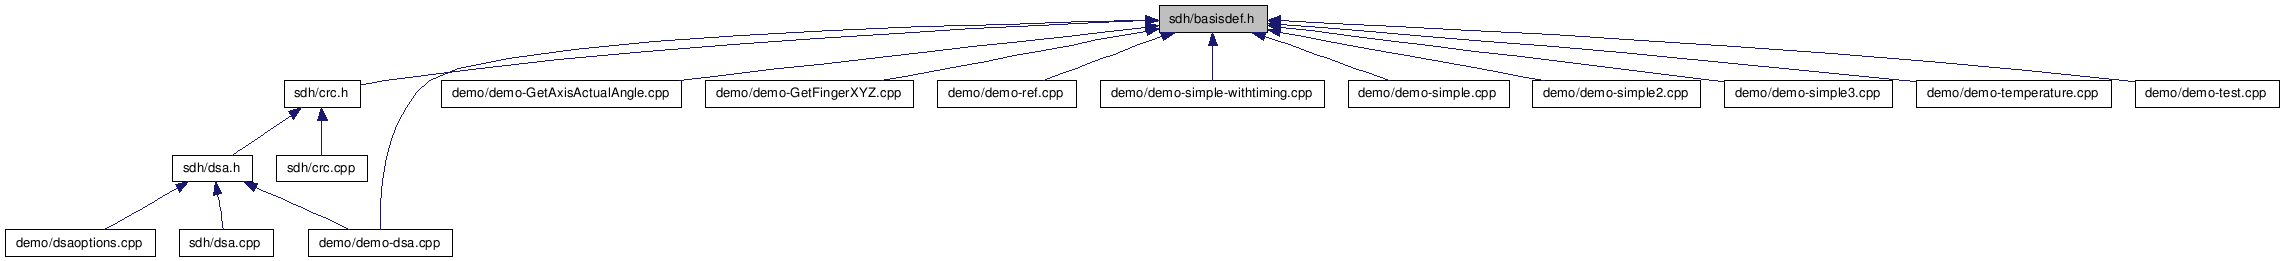 sdh/basisdef.h
sdh/crc.h
demo/demo-GetAxisActualAngle.cpp
demo/demo-GetFingerXYZ.cpp
demo/demo-ref.cpp
demo/demo-simple-withtiming.cpp
demo/demo-simple.cpp
demo/demo-simple2.cpp
demo/demo-simple3.cpp
demo/demo-temperature.cpp
demo/demo-test.cpp
sdh/dsa.h
sdh/crc.cpp
demo/dsaoptions.cpp
sdh/dsa.cpp
demo/demo-dsa.cpp